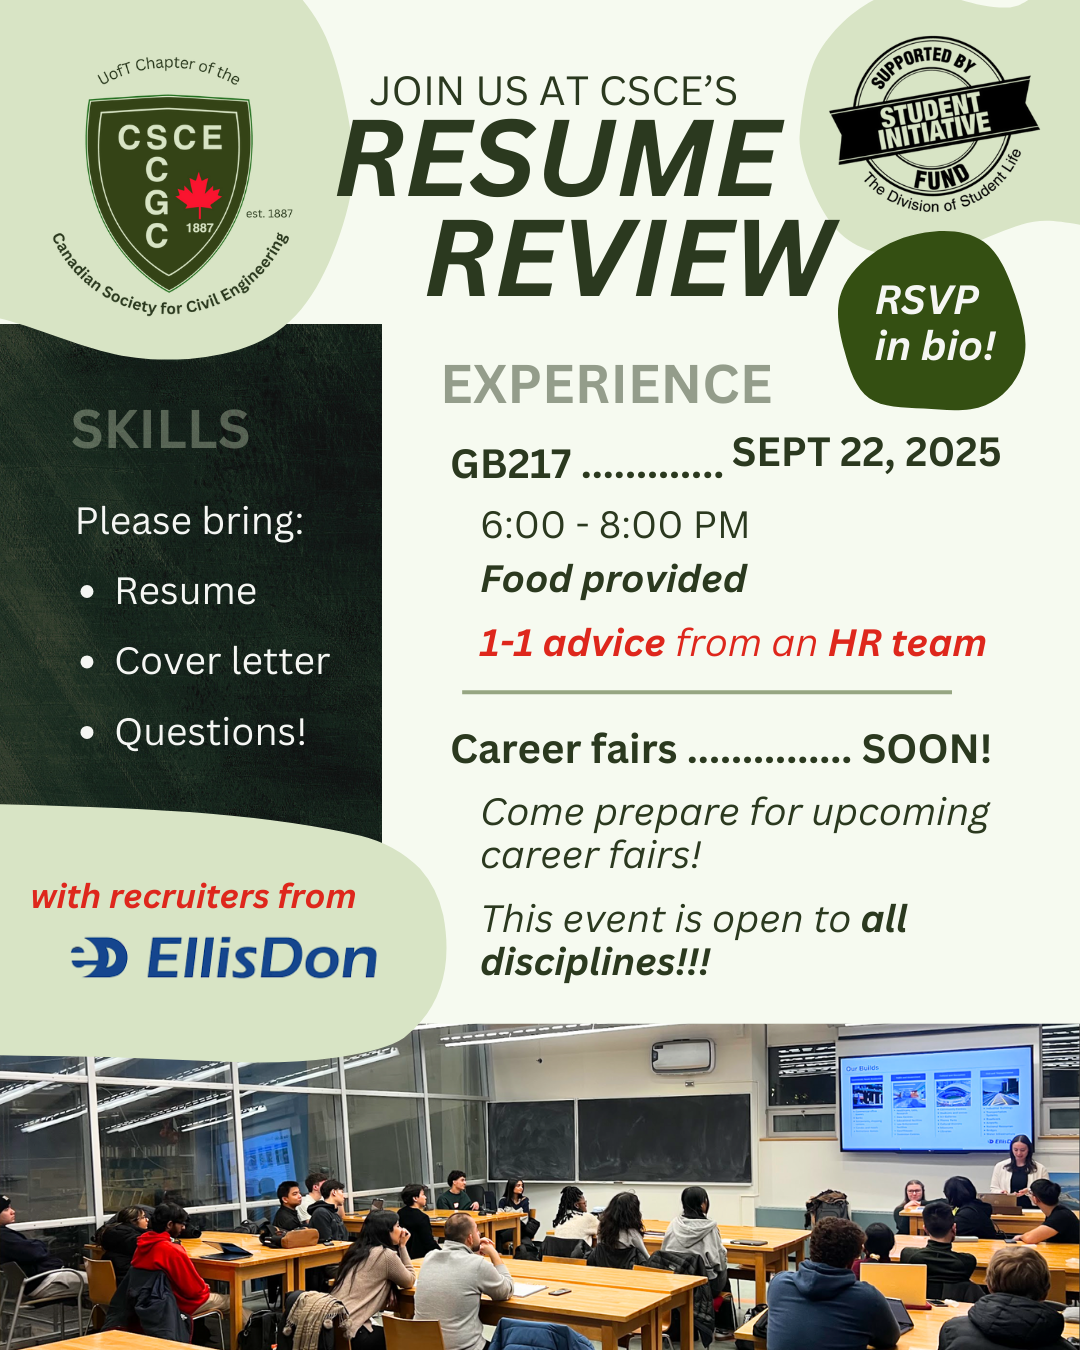 UofT Chapter of the
CSCE
C
G
C
1887
est. 1887
Canadian Society for Civil Engineering
JOIN US AT CSCE’S
RESUME
REVIEW
SUPPORTED BY
STUDENT
INITIATIVE
FUND
The Division of Student Life
RSVP
in bio!
SKILLS
Please bring:
• Resume
• Cover letter
• Questions!
with recruiters from
EllisDon
EXPERIENCE
GB217 ............. SEPT 22, 2025
6:00 - 8:00 PM
Food provided
1-1 advice from an HR team
Career fairs ............... SOON!
Come prepare for upcoming
career fairs!
This event is open to all
disciplines!!!
Our Builds